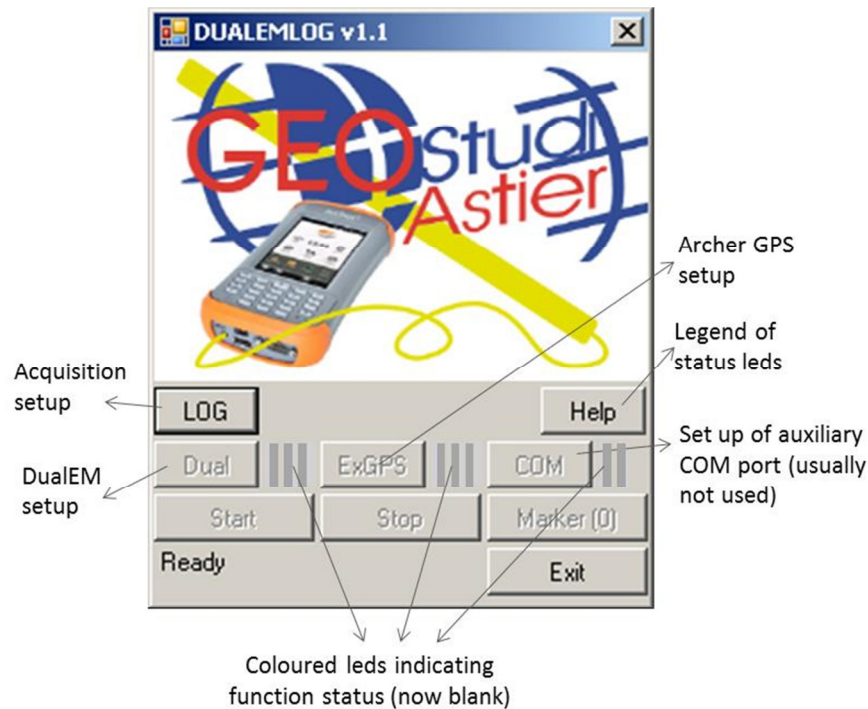 DUALEMLOG v1.1
GEOStudi
Astier
Archer GPS
setup
Legend of
status leds
Acquisition
setup
LOG
Help
Set up of auxiliary
COM port (usually
not used)
DualEM
setup
Dual
ExGPS
COM
Start
Stop
Marker (0)
Ready
Exit
Coloured leds indicating
function status (now blank)